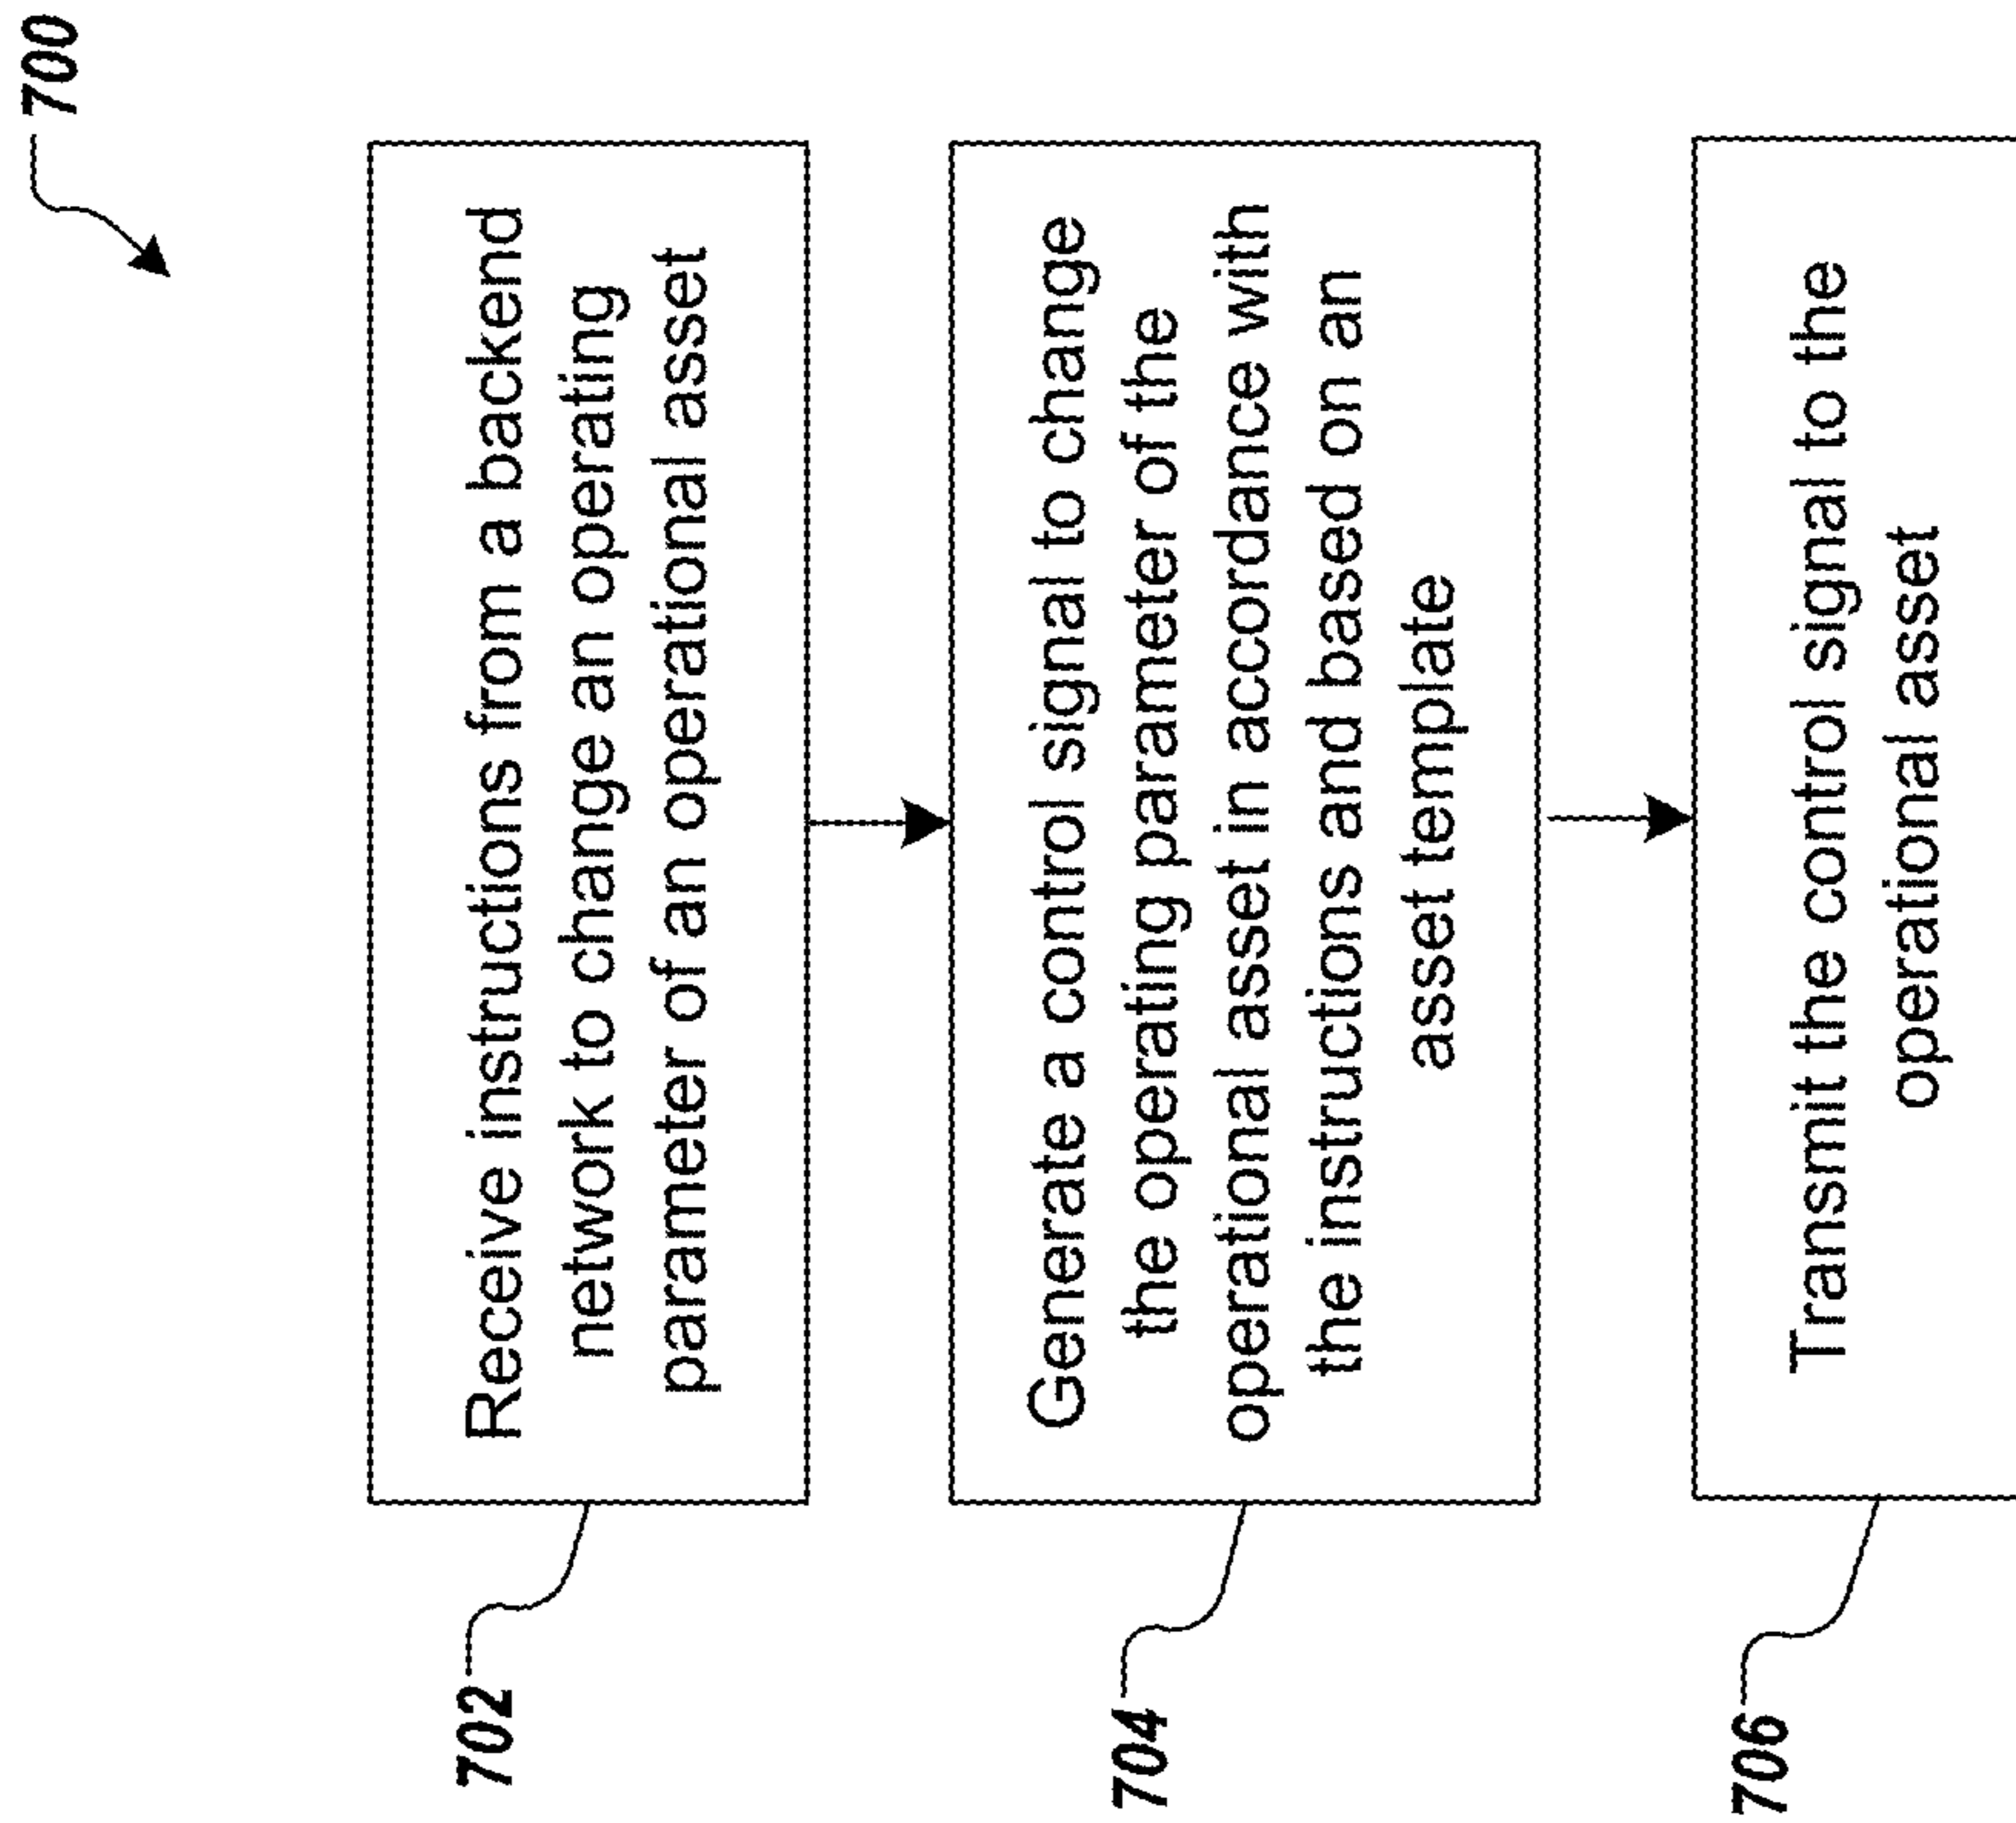 700
702
Receive instructions from a backend
network to change an operating
parameter of an operational asset
704
Generate a control signal to change
the operating parameter of the
operational asset in accordance with
the instructions and based on an
asset template
706
Transmit the control signal to the
operational asset